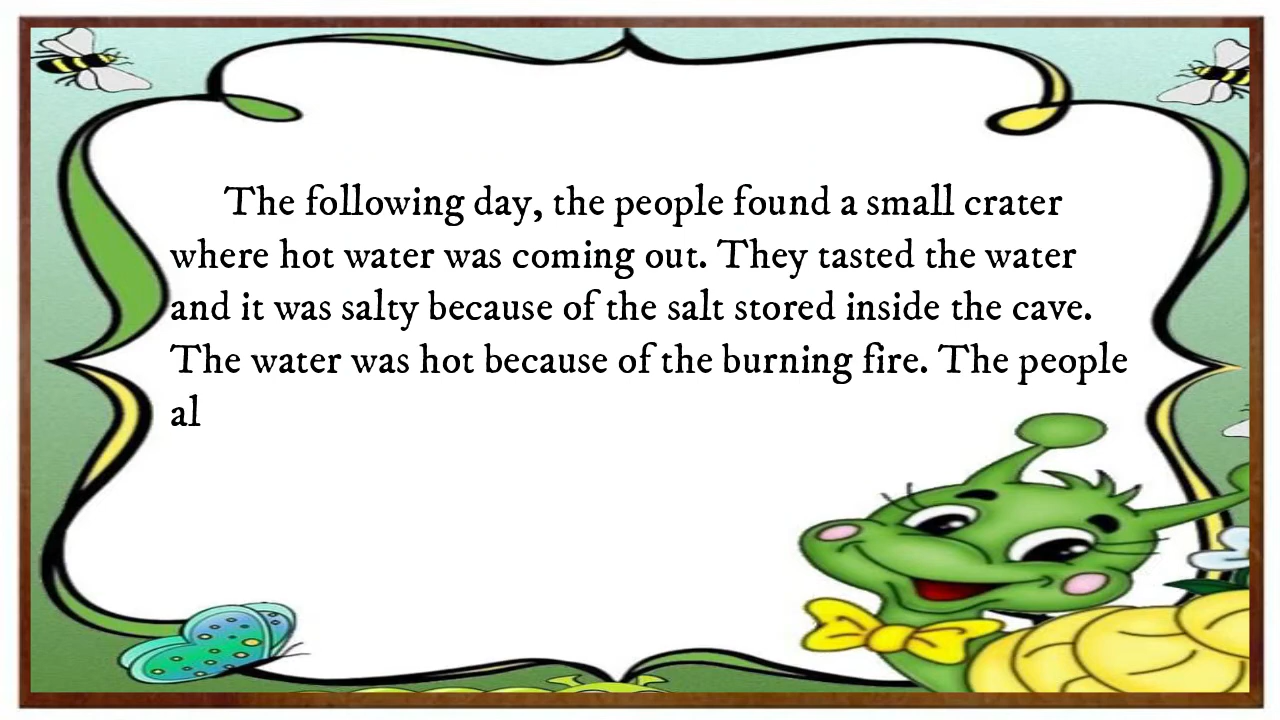 The following day, the people found a small crater
where hot water was coming out. They tasted the water
and it was salty because of the salt stored inside the cave.
The water was hot because of the burning fire. The people
al